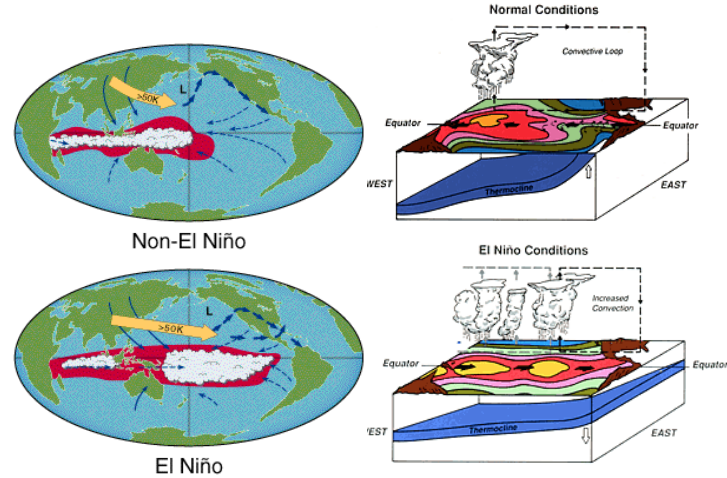 Normal Conditions
>50K
L
Convective Loop
Equator
Equator
WEST
Thermocline
EAST
Non-El Niño
El Niño Conditions
>50K
L
Increased
Convection
Equator
Equator
Thermocline
EAST
El Niño